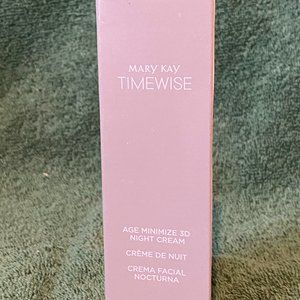 MARY KAY
TIMEWISE
AGE MINIMIZE 3D
NIGHT CREAM
CRÈME DE NUIT
CREMA FACIAL
NOCTURNA